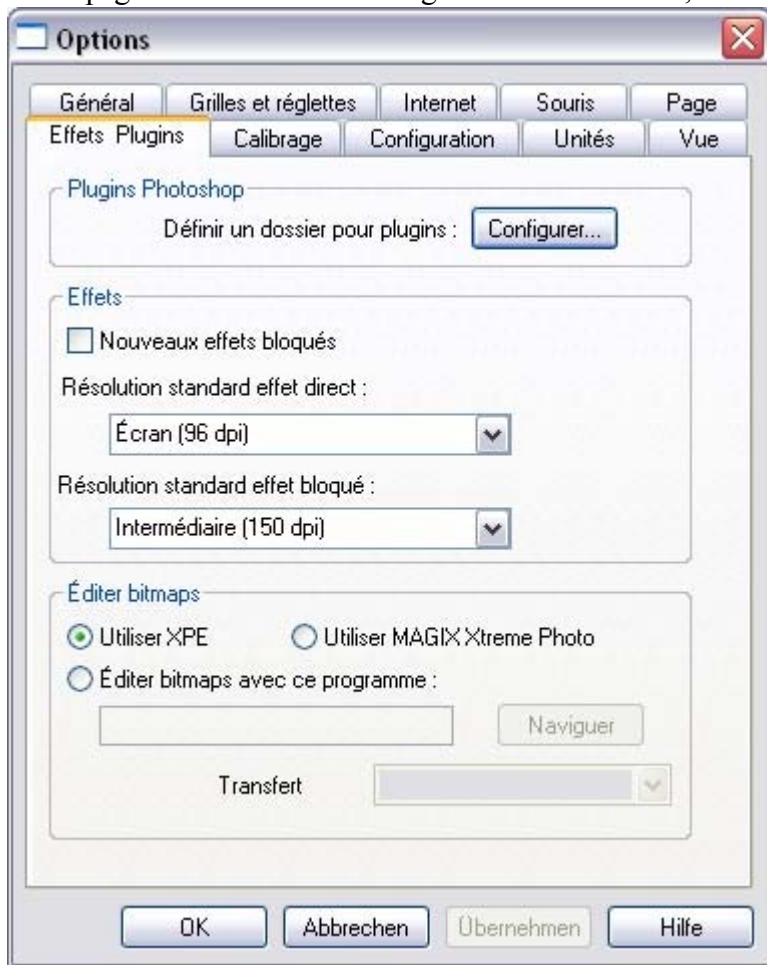 Options
Général Grilles et réglettes Internet Souris Page
Effets Plugins Calibrage Configuration Unités Vue
Plugins Photoshop
Définir un dossier pour plugins : Configurer...
Effets
Nouveaux effets bloqués
Résolution standard effet direct :
Écran (96 dpi)
Résolution standard effet bloqué :
Intermédiaire (150 dpi)
Éditer bitmaps
Utiliser XPE Utiliser MAGIX Xtreme Photo
Éditer bitmaps avec ce programme :
Naviguer
Transfert
OK Abbrechen Übernehmen Hilfe